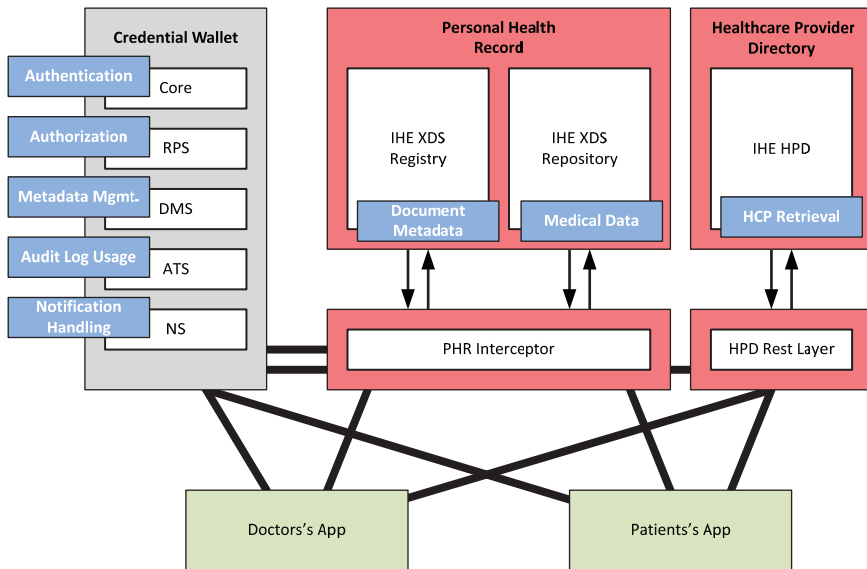 Credential Wallet
Authentication
Core
Authorization
RPS
Metadata Mgmt.
DMS
Audit Log Usage
ATS
Notification
Handling
NS
Personal Health
Record
IHE XDS
Registry
Document
Metadata
IHE XDS
Repository
Medical Data
Healthcare Provider
Directory
IHE HPD
HCP Retrieval
PHR Interceptor
HPD Rest Layer
Doctors’s App
Patients’s App